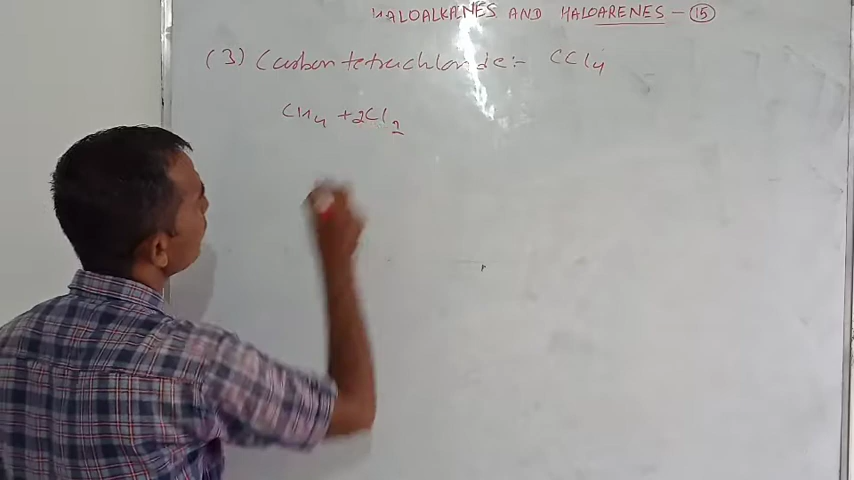 HALOALKANES AND HALOARENES - 15
(3) Carbon tetrachloride:- CCl4
CH4 + 2Cl2